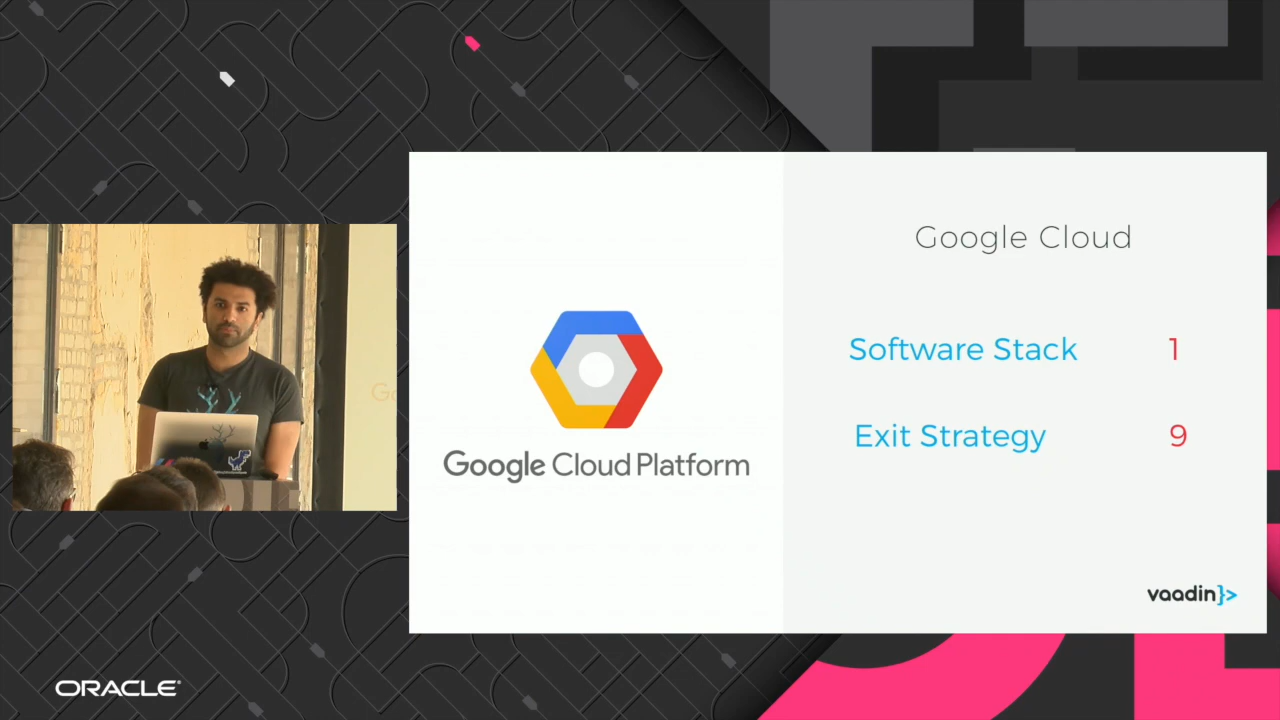 Google Cloud
Software Stack 1
Exit Strategy 9
Google Cloud Platform
vaadin}>
ORACLE